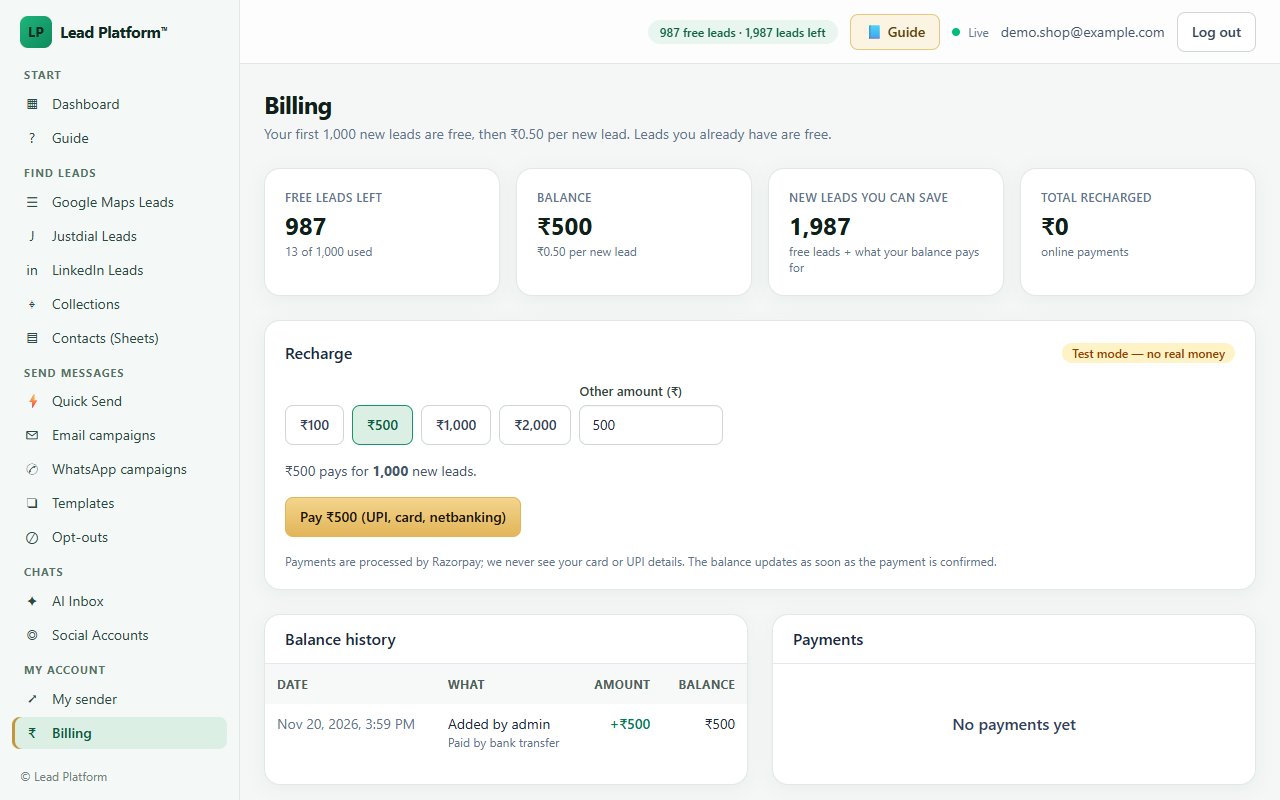 LP Lead Platform™
START
Dashboard
? Guide
FIND LEADS
Google Maps Leads
J Justdial Leads
in LinkedIn Leads
Collections
Contacts (Sheets)
SEND MESSAGES
Quick Send
Email campaigns
WhatsApp campaigns
Templates
Opt-outs
CHATS
AI Inbox
Social Accounts
MY ACCOUNT
My sender
₹ Billing
© Lead Platform
987 free leads · 1,987 leads left
Guide
Live
demo.shop@example.com
Log out
Billing
Your first 1,000 new leads are free, then ₹0.50 per new lead. Leads you already have are free.
FREE LEADS LEFT
987
13 of 1,000 used
BALANCE
₹500
₹0.50 per new lead
NEW LEADS YOU CAN SAVE
1,987
free leads + what your balance pays
for
TOTAL RECHARGED
₹0
online payments
Recharge
Test mode — no real money
Other amount (₹)
₹100 ₹500 ₹1,000 ₹2,000 500
₹500 pays for 1,000 new leads.
Pay ₹500 (UPI, card, netbanking)
Payments are processed by Razorpay; we never see your card or UPI details. The balance updates as soon as the payment is confirmed.
Balance history
DATE WHAT AMOUNT BALANCE
Nov 20, 2026, 3:59 PM Added by admin +₹500 ₹500
Paid by bank transfer
Payments
No payments yet